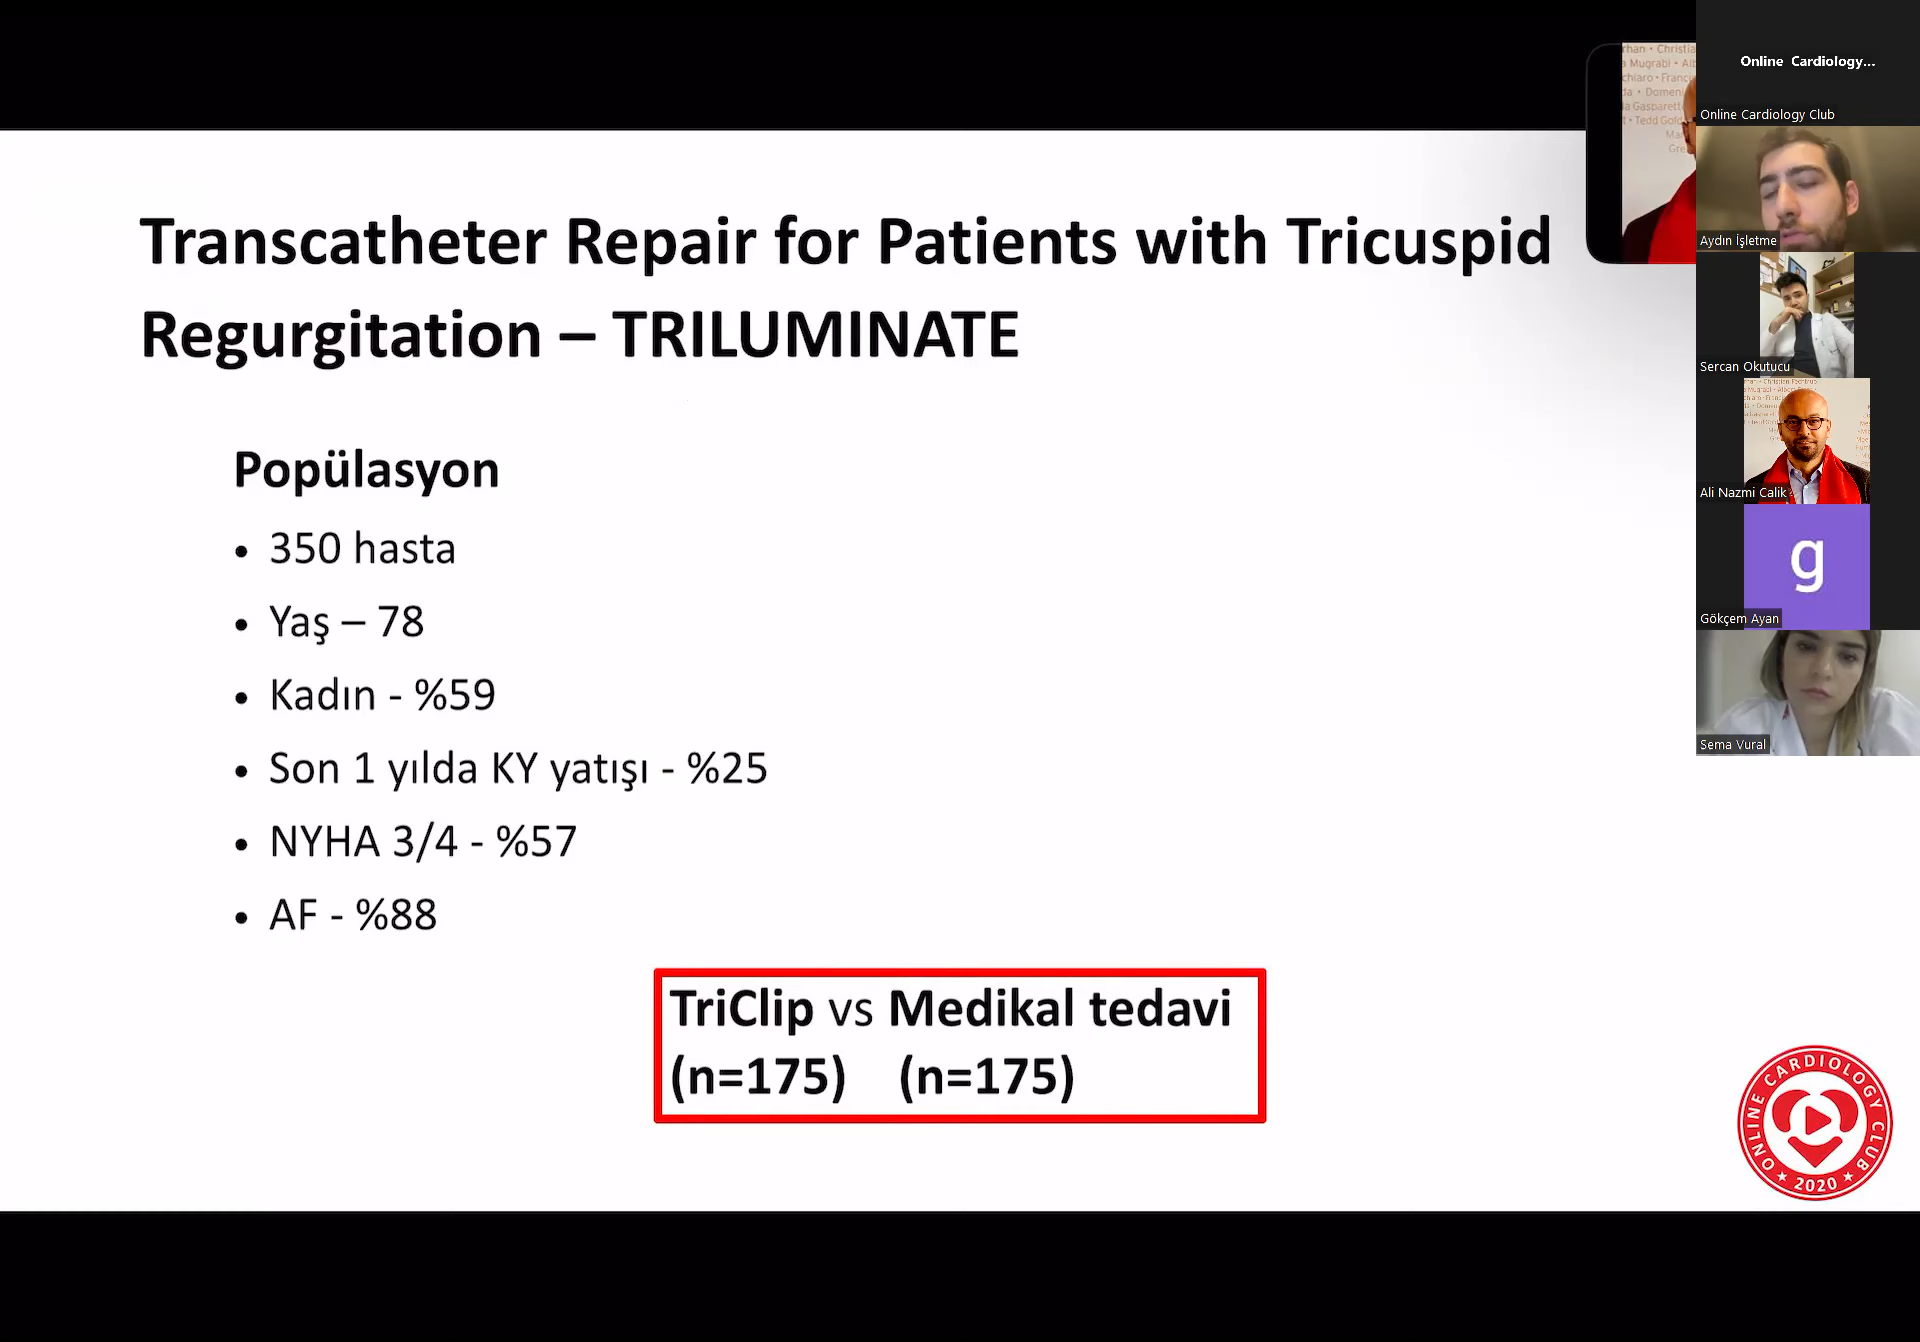 Transcatheter Repair for Patients with Tricuspid
Regurgitation – TRILUMINATE
Popülasyon
• 350 hasta
• Yaş – 78
• Kadın - %59
• Son 1 yılda KY yatışı - %25
• NYHA 3/4 - %57
• AF - %88
TriClip vs Medikal tedavi
(n=175) (n=175)
Online Cardiology...
Online Cardiology Club
Aydın İşletme
Sercan Okutucu
Ali Nazmi Calik
g
Gökçem Ayan
Sema Vural
ONLINE CARDIOLOGY CLUB
2020